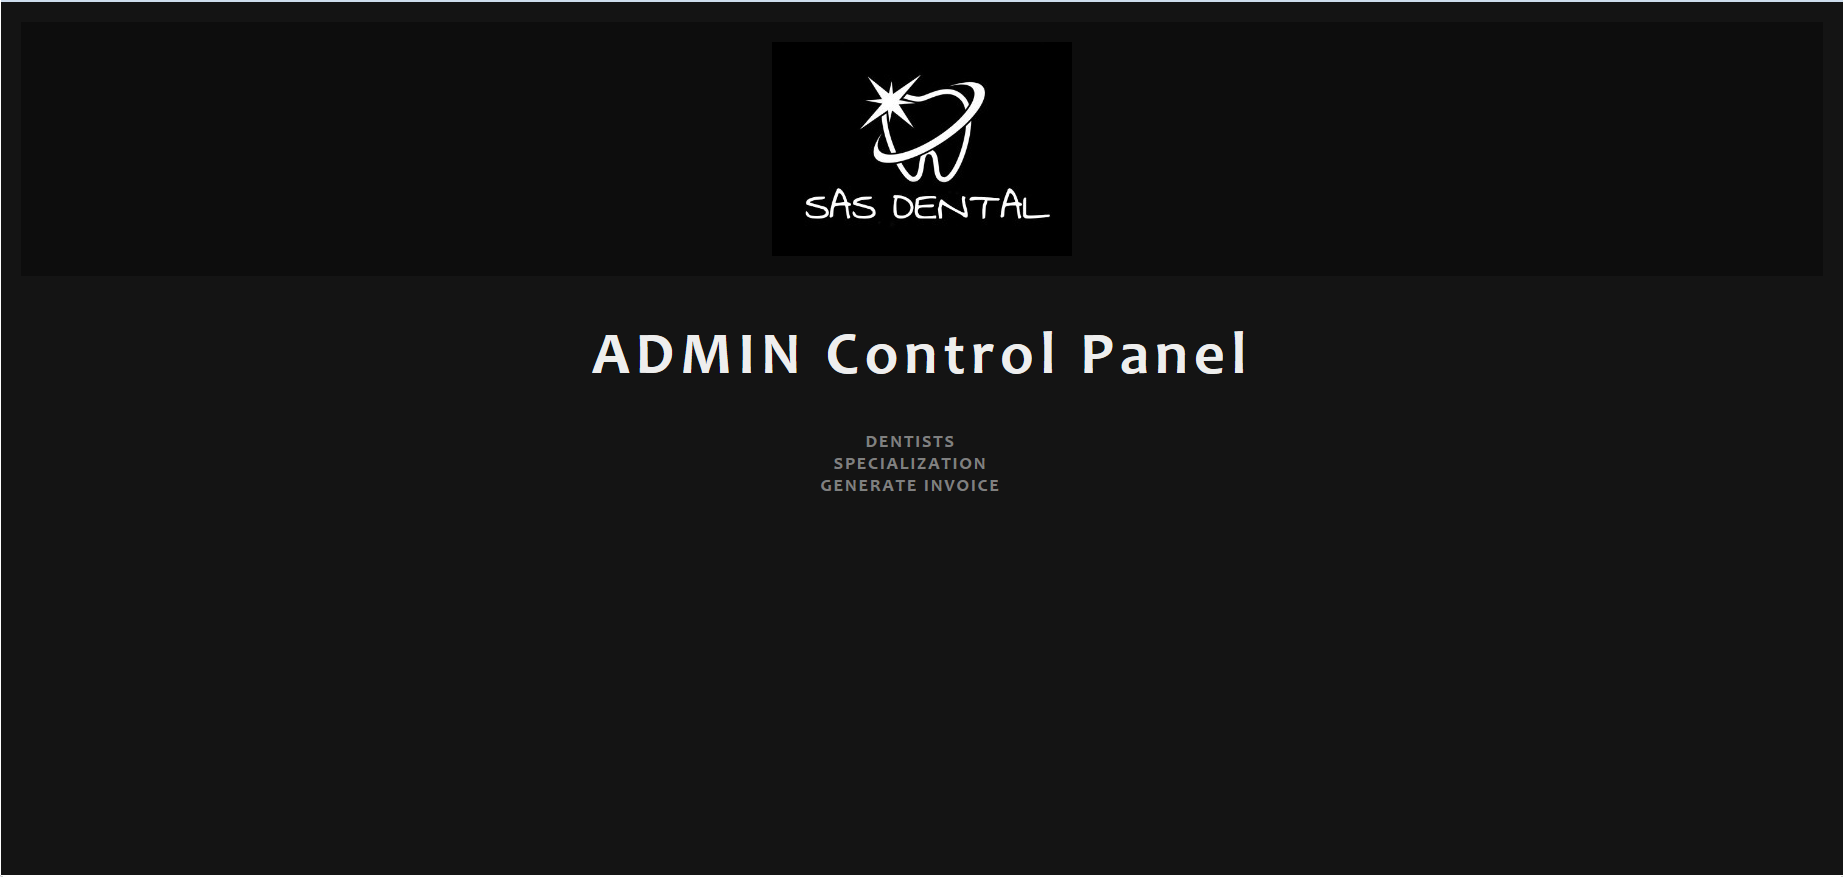 SAS DENTAL
ADMIN Control Panel
DENTISTS
SPECIALIZATION
GENERATE INVOICE